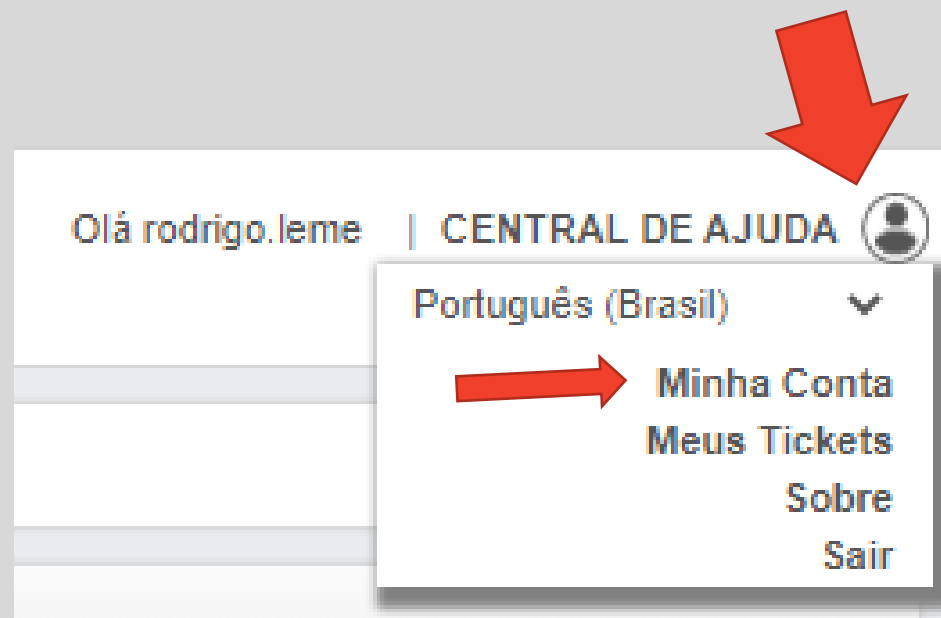 Olá rodrigo.leme | CENTRAL DE AJUDA
Português (Brasil)
Minha Conta
Meus Tickets
Sobre
Sair